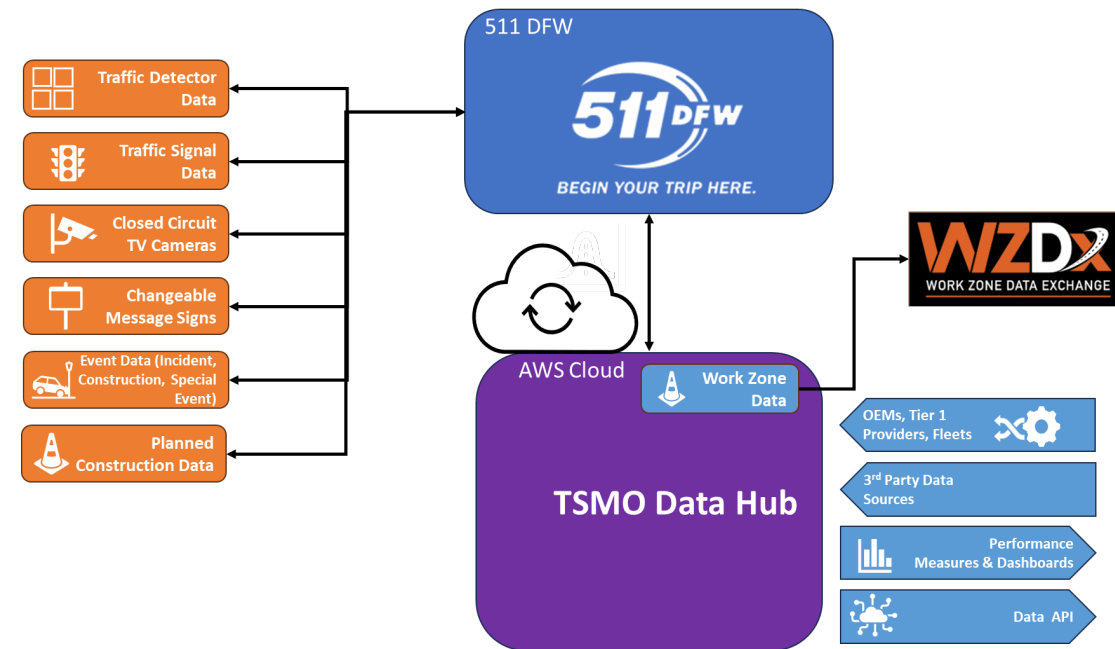 511 DFW
511 DFW
BEGIN YOUR TRIP HERE.
Traffic Detector
Data
Traffic Signal
Data
Closed Circuit
TV Cameras
Changeable
Message Signs
Event Data (Incident,
Construction, Special
Event)
Planned
Construction Data
AWS Cloud
Work Zone
Data
TSMO Data Hub
WZDx
WORK ZONE DATA EXCHANGE
OEMs, Tier 1
Providers, Fleets
3rd Party Data
Sources
Performance
Measures & Dashboards
Data API